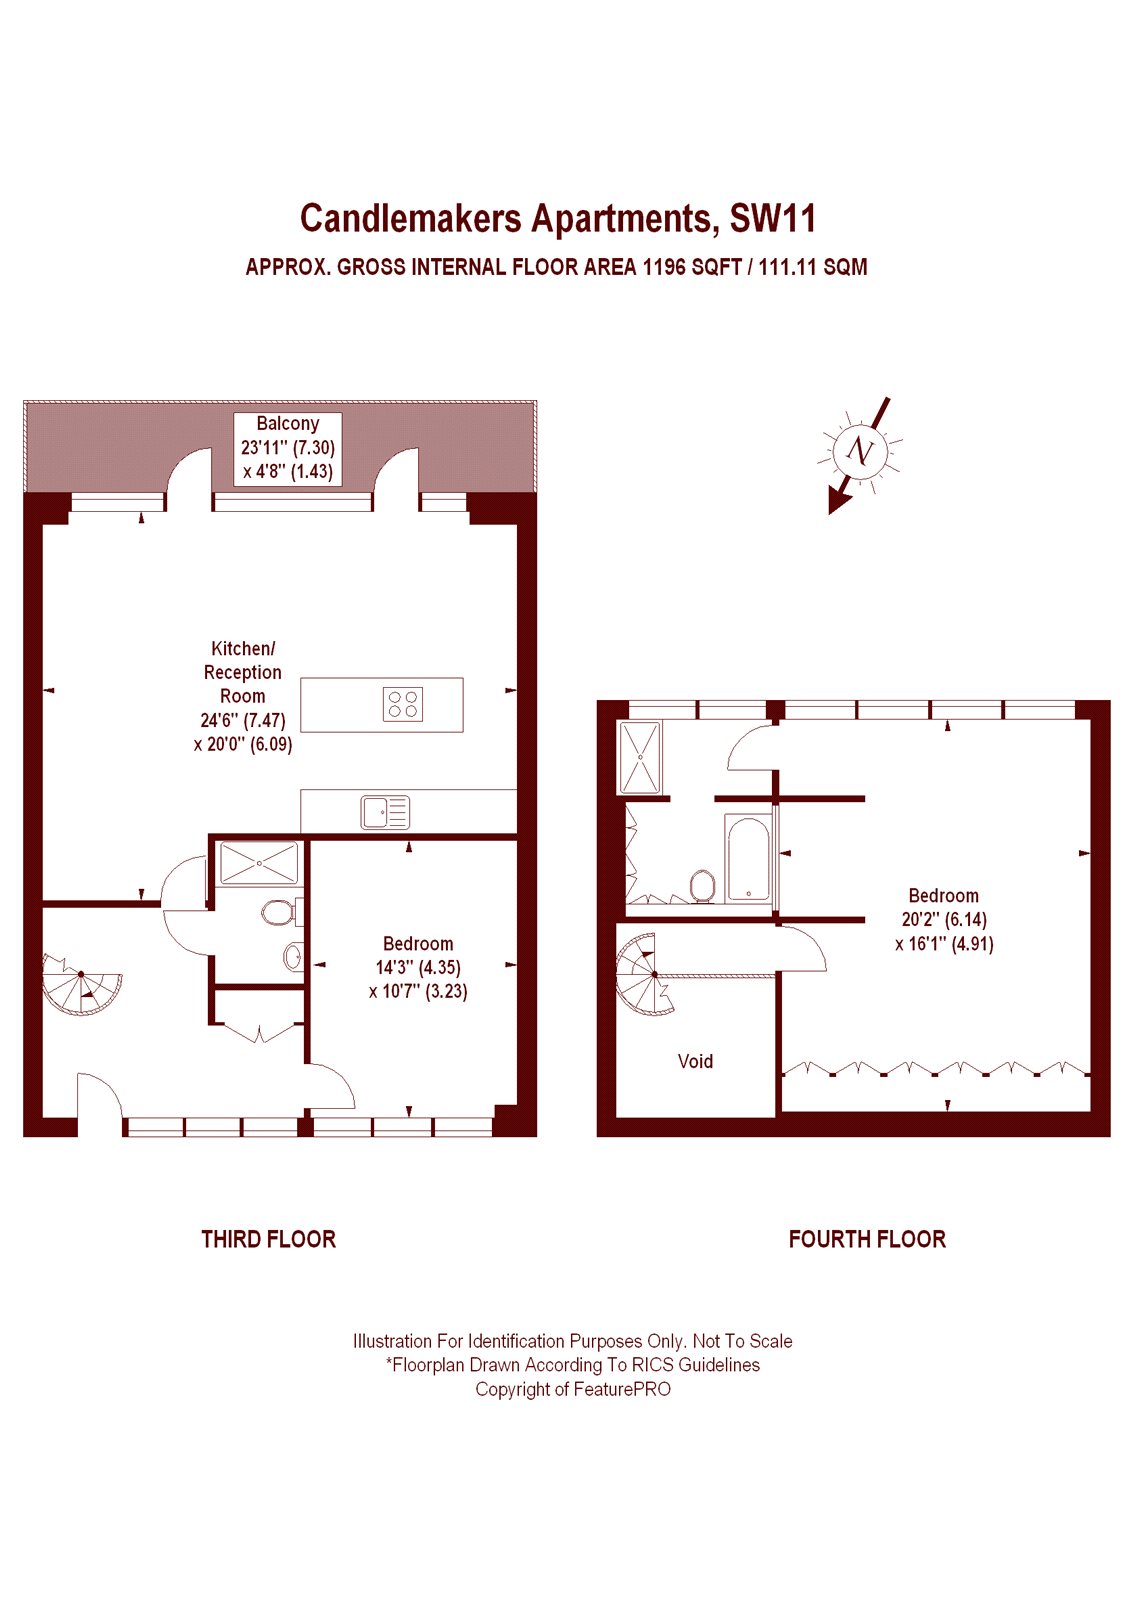 Candlemakers Apartments, SW11
APPROX. GROSS INTERNAL FLOOR AREA 1196 SQFT / 111.11 SQM
Balcony
23'11" (7.30)
x 4'8" (1.43)
N
Kitchen/
Reception
Room
24'6" (7.47)
x 20'0" (6.09)
Bedroom
14'3" (4.35)
x 10'7" (3.23)
Bedroom
20'2" (6.14)
x 16'1" (4.91)
Void
THIRD FLOOR
FOURTH FLOOR
Illustration For Identification Purposes Only. Not To Scale
*Floorplan Drawn According To RICS Guidelines
Copyright of FeaturePRO